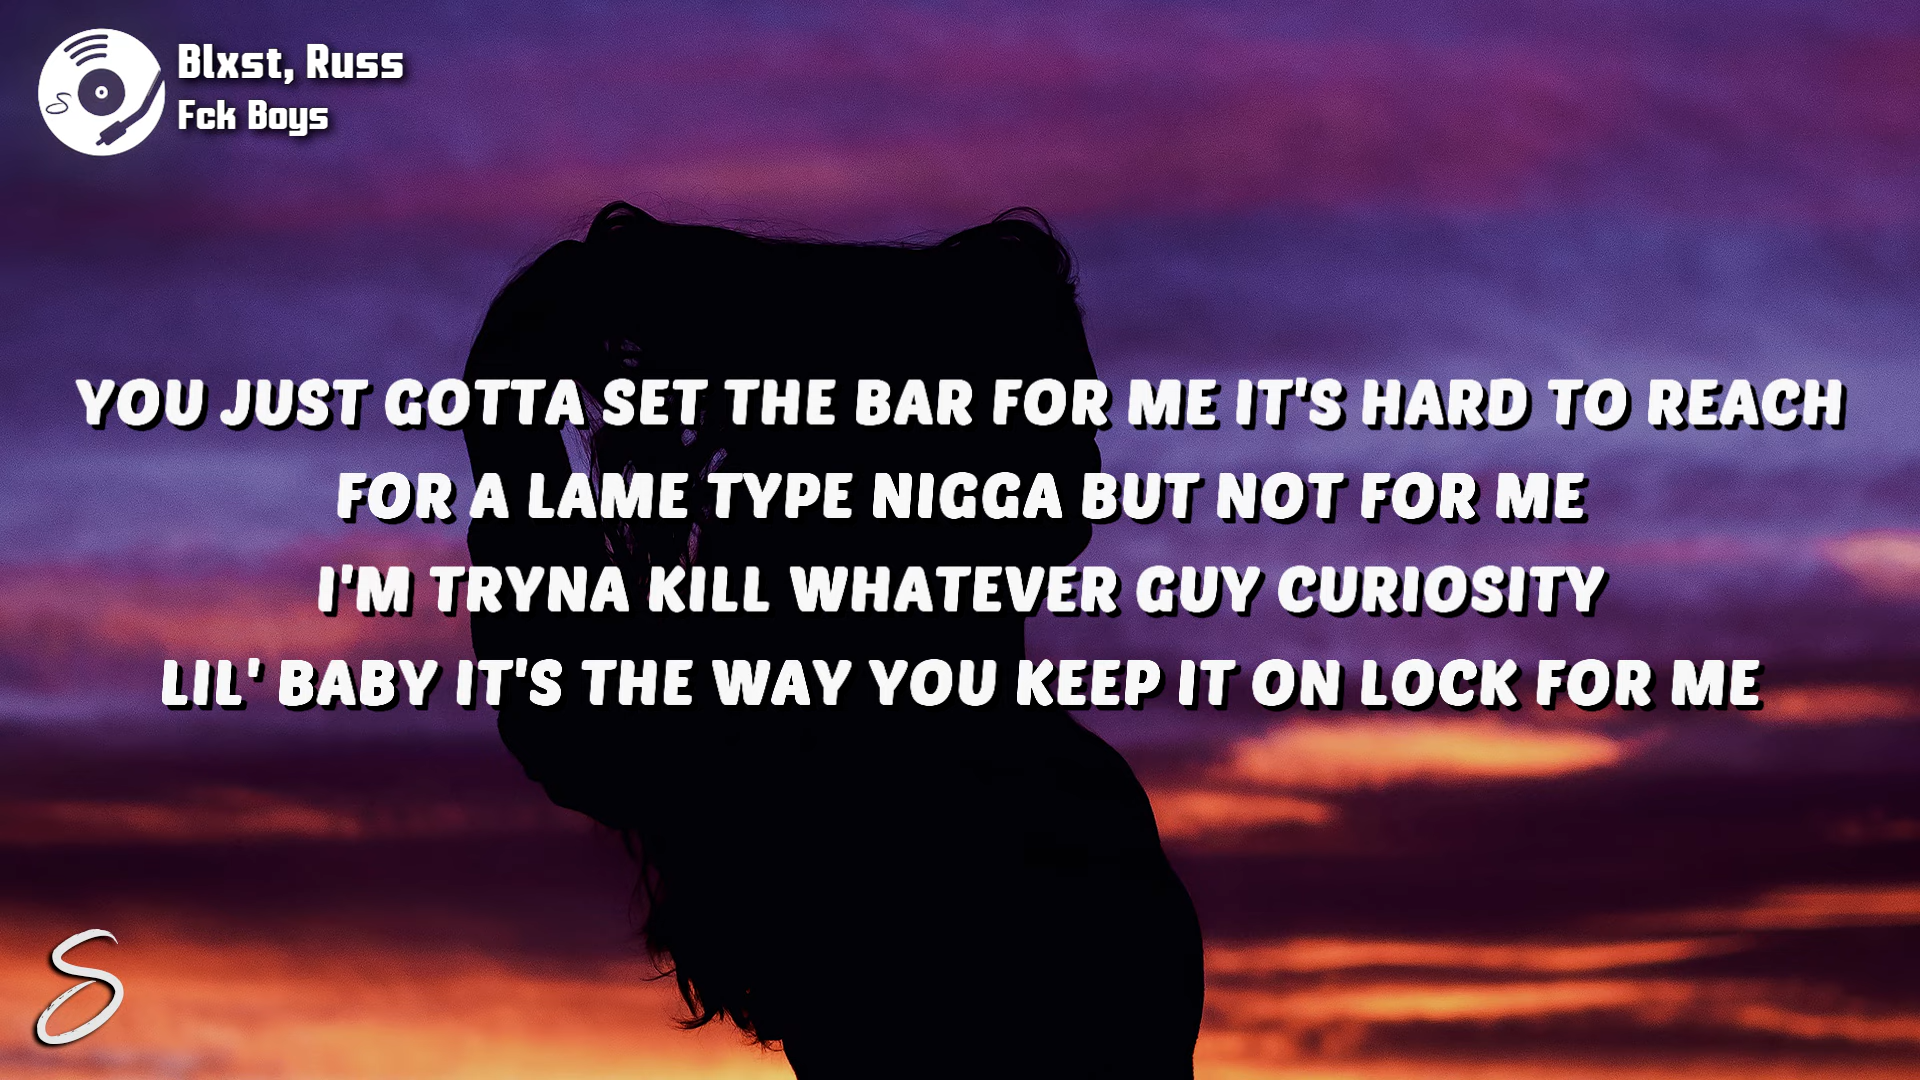 Blxst, Russ
Fck Boys
YOU JUST GOTTA SET THE BAR FOR ME IT'S HARD TO REACH
FOR A LAME TYPE NIGGA BUT NOT FOR ME
I'M TRYNA KILL WHATEVER GUY CURIOSITY
LIL' BABY IT'S THE WAY YOU KEEP IT ON LOCK FOR ME
S